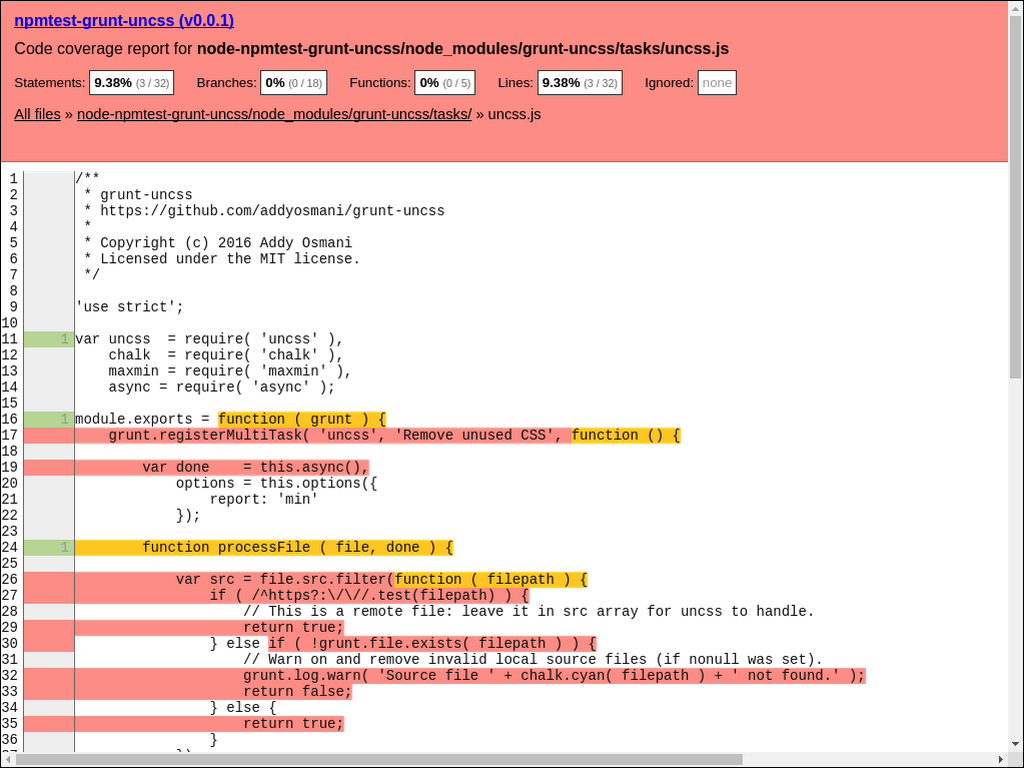 npmtest-grunt-uncss (v0.0.1)
Code coverage report for node-npmtest-grunt-uncss/node_modules/grunt-uncss/tasks/uncss.js
Statements: 9.38% (3 / 32) Branches: 0% (0 / 18) Functions: 0% (0 / 5) Lines: 9.38% (3 / 32) Ignored: none
All files » node-npmtest-grunt-uncss/node_modules/grunt-uncss/tasks/ » uncss.js
1 /**
2  * grunt-uncss
3  * https://github.com/addyosmani/grunt-uncss
4  *
5  * Copyright (c) 2016 Addy Osmani
6  * Licensed under the MIT license.
7  */
8
9 'use strict';
10
11 1 var uncss  = require( 'uncss' ),
12     chalk  = require( 'chalk' ),
13     maxmin = require( 'maxmin' ),
14     async = require( 'async' );
15
16 1 module.exports = function ( grunt ) {
17     grunt.registerMultiTask( 'uncss', 'Remove unused CSS', function () {
18
19         var done    = this.async(),
20             options = this.options({
21                 report: 'min'
22             });
23
24 1         function processFile ( file, done ) {
25
26             var src = file.src.filter(function ( filepath ) {
27                 if ( /^https?:\/\//.test(filepath) ) {
28                     // This is a remote file: leave it in src array for uncss to handle.
29                     return true;
30                 } else if ( !grunt.file.exists( filepath ) ) {
31                     // Warn on and remove invalid local source files (if nonull was set).
32                     grunt.log.warn( 'Source file ' + chalk.cyan( filepath ) + ' not found.' );
33                     return false;
34                 } else {
35                     return true;
36                 }